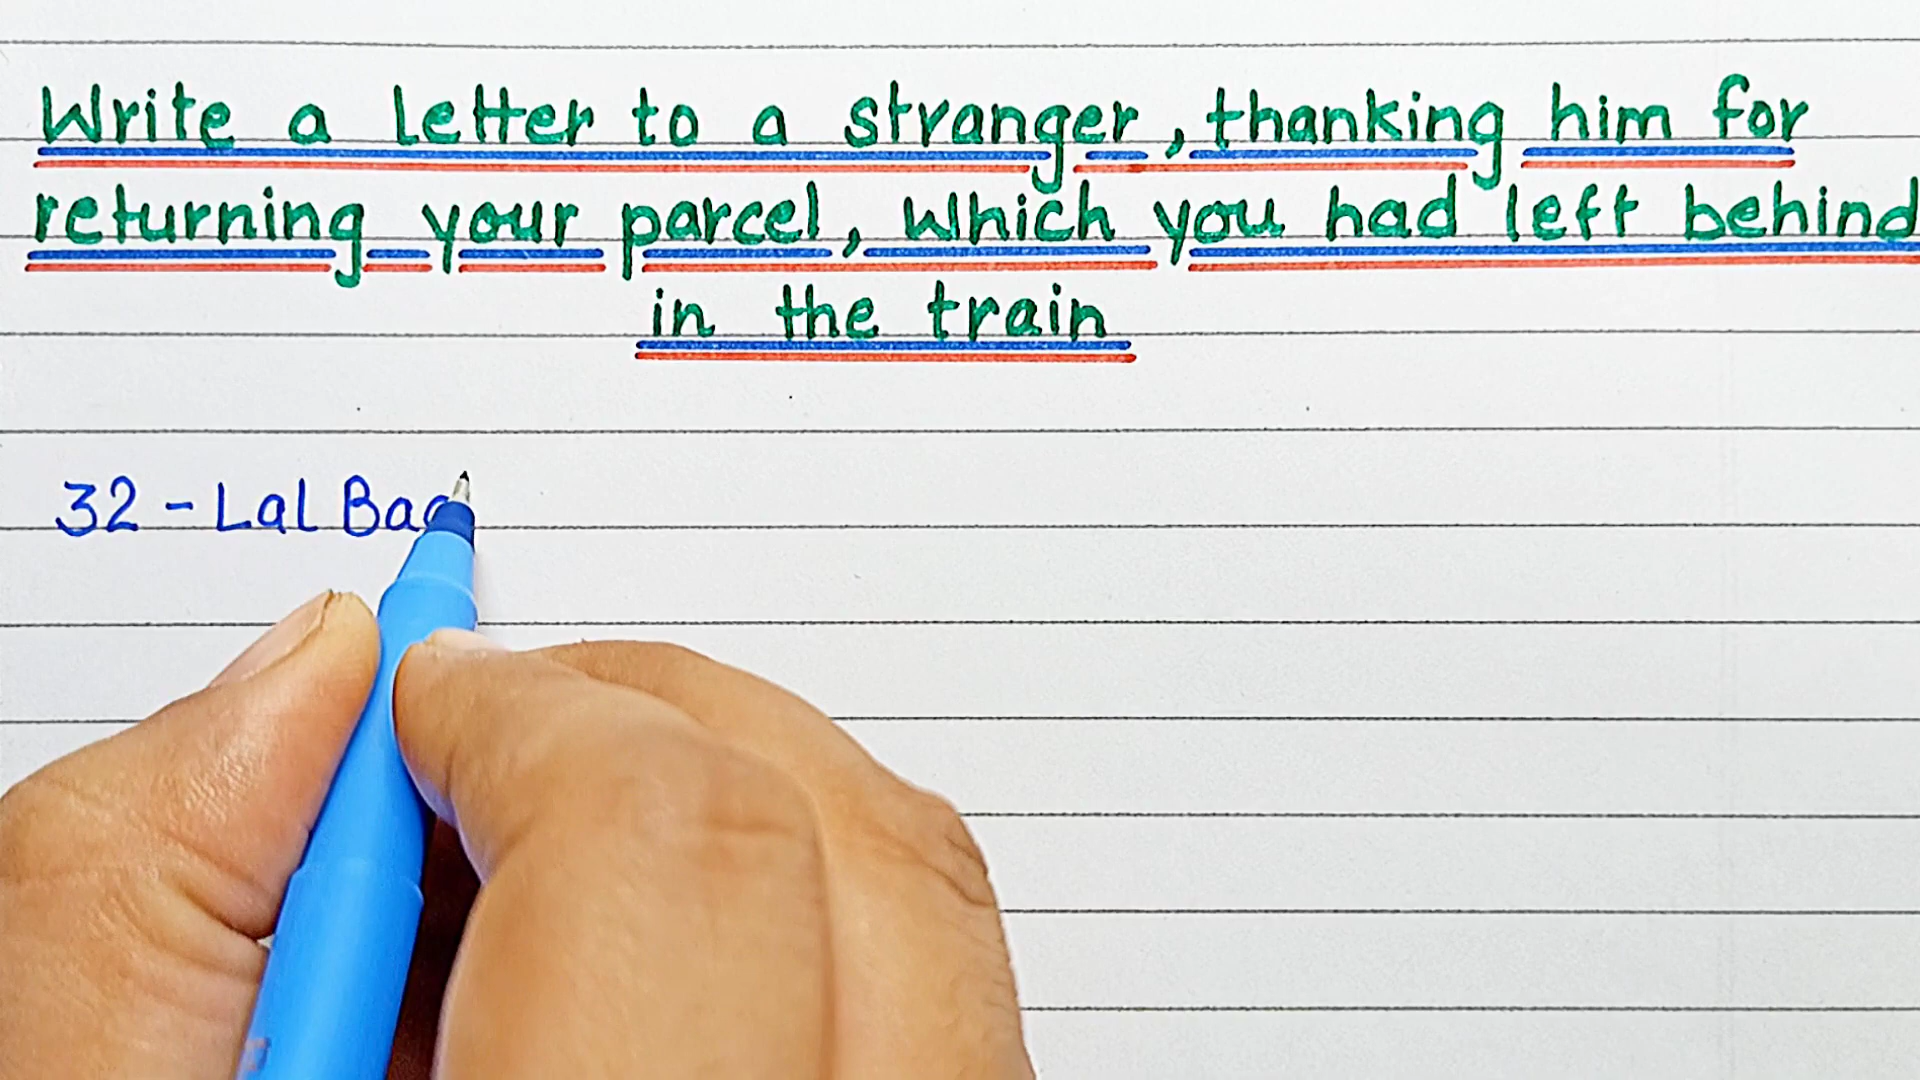 Write a letter to a stranger, thanking him for
returning your parcel, which you had left behind
in the train
32 - Lal Bag